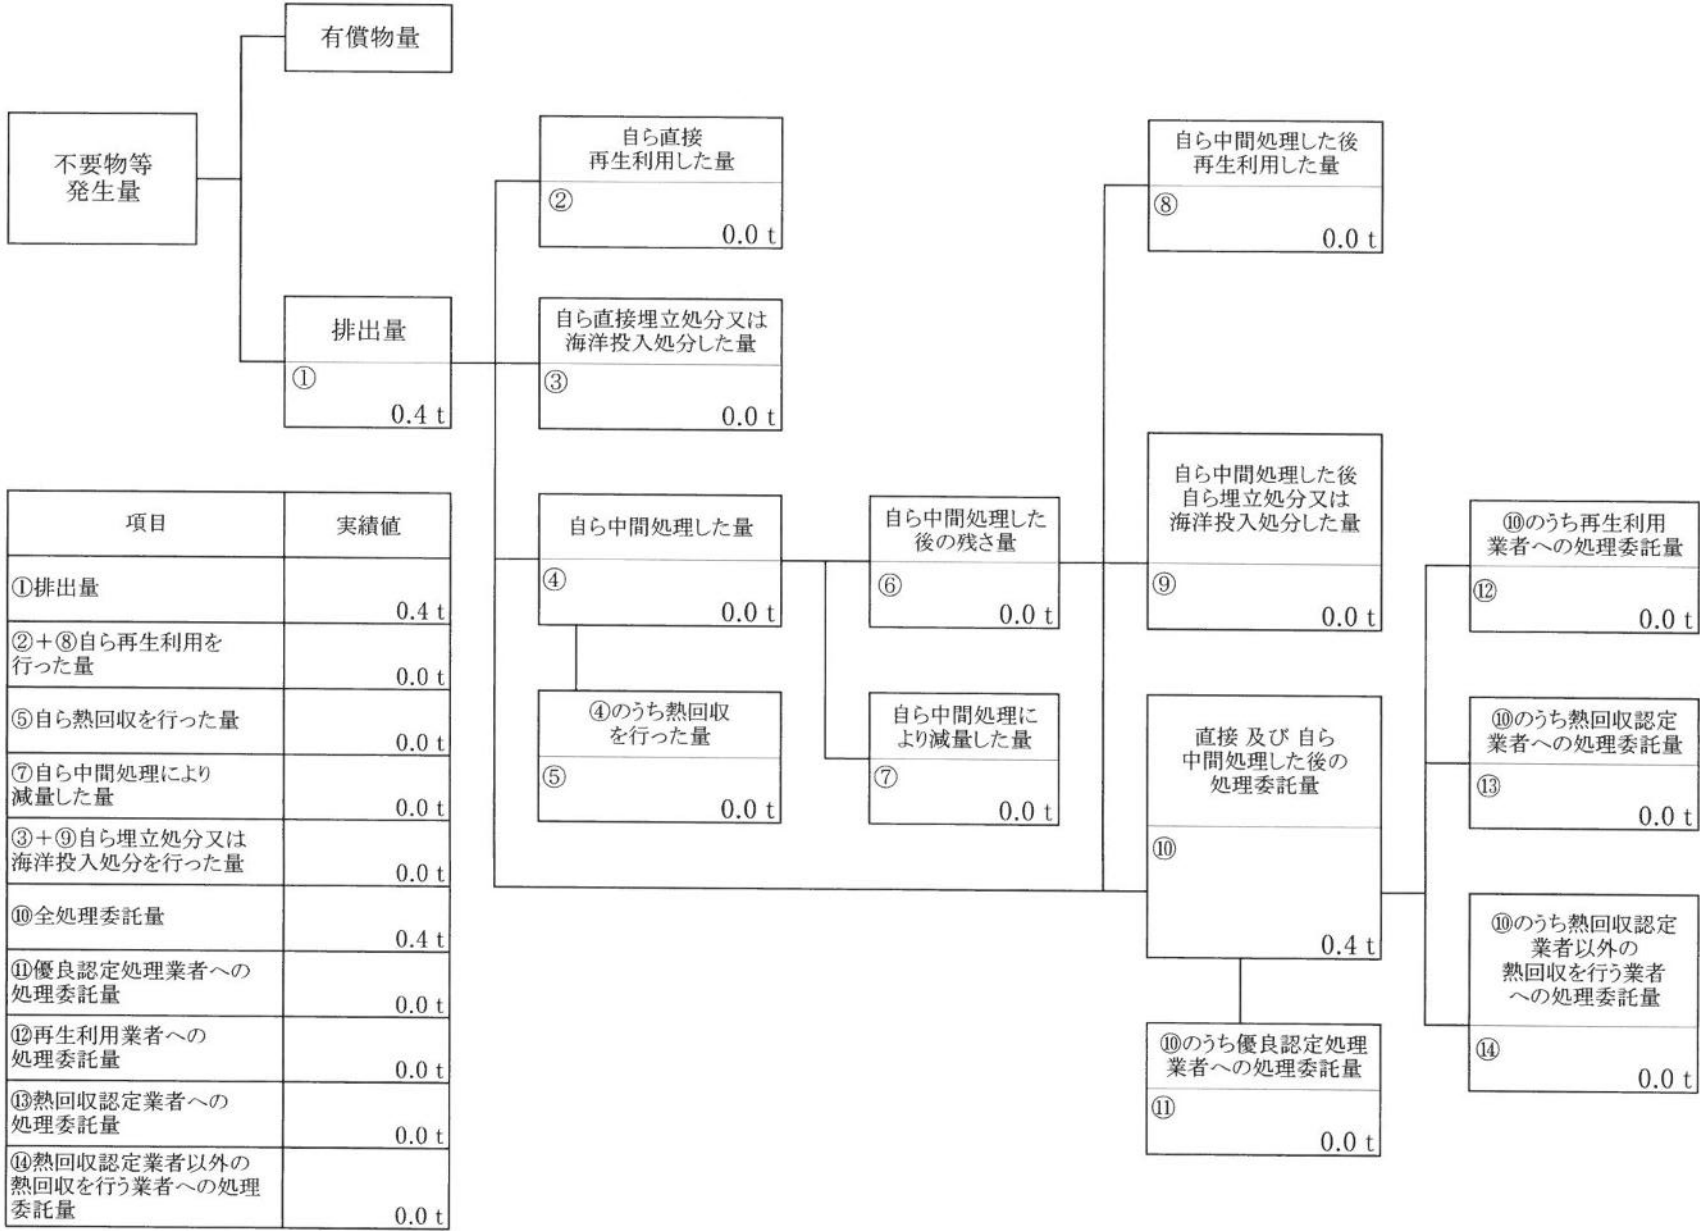 有償物量
不要物等
発生量
排出量
①
0.4 t
自ら直接
再生利用した量
②
0.0 t
自ら直接埋立処分又は
海洋投入処分した量
③
0.0 t
自ら中間処理した量
④
0.0 t
④のうち熱回収
を行った量
⑤
0.0 t
自ら中間処理した
後の残さ量
⑥
0.0 t
自ら中間処理に
より減量した量
⑦
0.0 t
自ら中間処理した後
再生利用した量
⑧
0.0 t
自ら中間処理した後
自ら埋立処分又は
海洋投入処分した量
⑨
0.0 t
直接 及び 自ら
中間処理した後の
処理委託量
⑩
0.4 t
⑩のうち優良認定処理
業者への処理委託量
⑪
0.0 t
⑩のうち再生利用
業者への処理委託量
⑫
0.0 t
⑩のうち熱回収認定
業者への処理委託量
⑬
0.0 t
⑩のうち熱回収認定
業者以外の
熱回収を行う業者
への処理委託量
⑭
0.0 t
項目 実績値
①排出量
0.4 t
②+⑧自ら再生利用を
行った量
0.0 t
⑤自ら熱回収を行った量
0.0 t
⑦自ら中間処理により
減量した量
0.0 t
③+⑨自ら埋立処分又は
海洋投入処分を行った量
0.0 t
⑩全処理委託量
0.4 t
⑪優良認定処理業者への
処理委託量
0.0 t
⑫再生利用業者への
処理委託量
0.0 t
⑬熱回収認定業者への
処理委託量
0.0 t
⑭熱回収認定業者以外の
熱回収を行う業者への処理
委託量
0.0 t